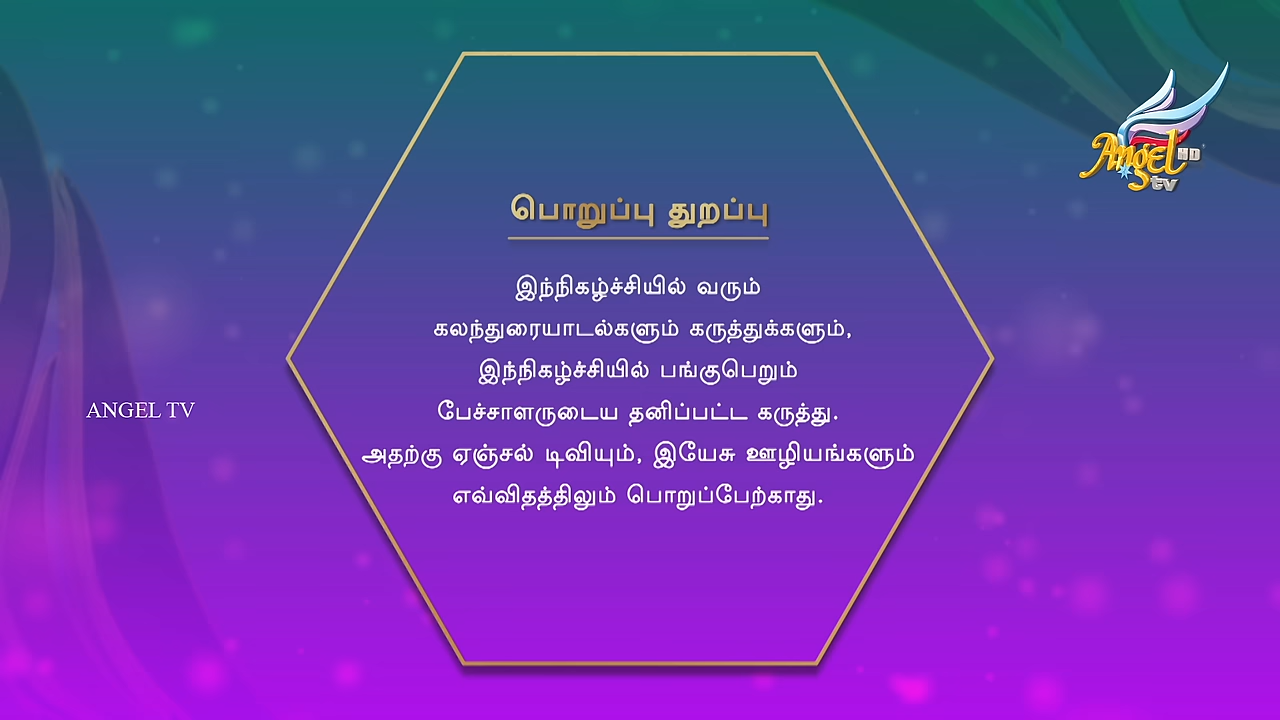 Angel HD
tv
பொறுப்பு துறப்பு
இந்நிகழ்ச்சியில் வரும்
கலந்துரையாடல்களும் கருத்துக்களும்,
இந்நிகழ்ச்சியில் பங்குபெறும்
பேச்சாளருடைய தனிப்பட்ட கருத்து.
அதற்கு ஏஞ்சல் டிவியும், இயேசு ஊழியங்களும்
எவ்விதத்திலும் பொறுப்பேற்காது.
ANGEL TV